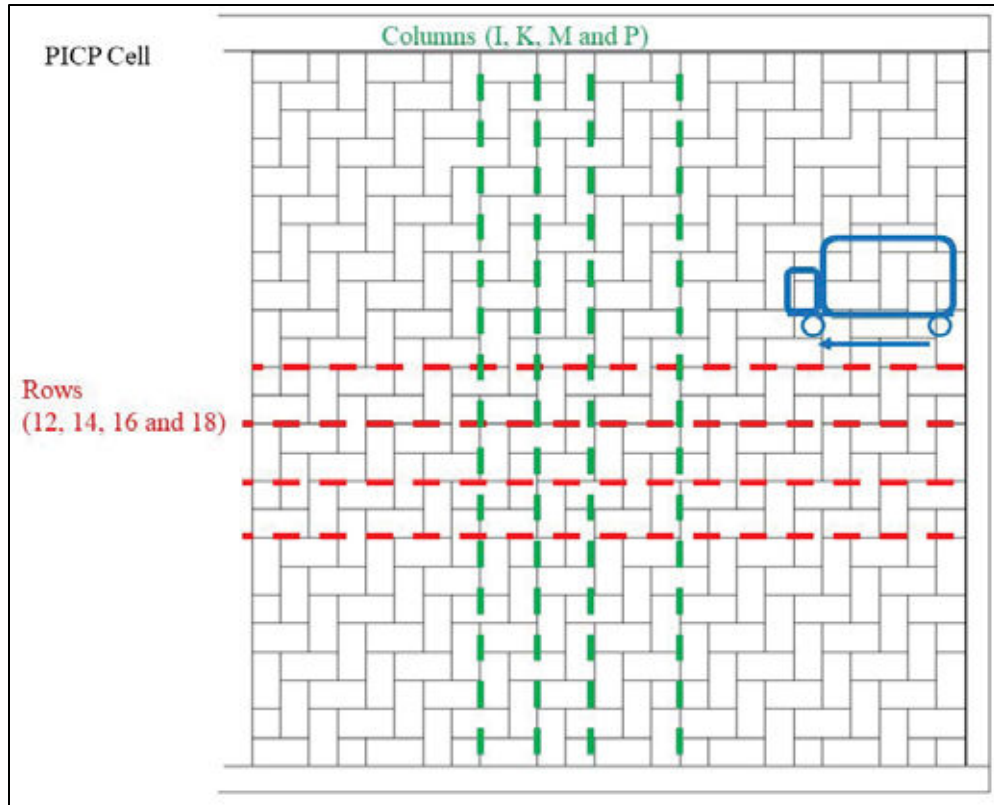 Columns (I, K, M and P)
PICP Cell
Rows
(12, 14, 16 and 18)